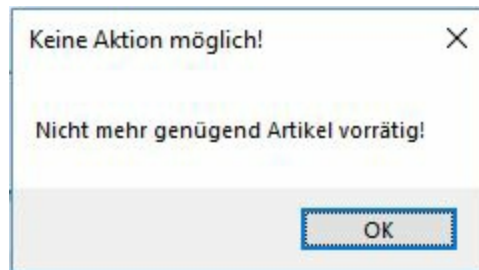 Keine Aktion möglich!
Nicht mehr genügend Artikel vorrätig!
OK